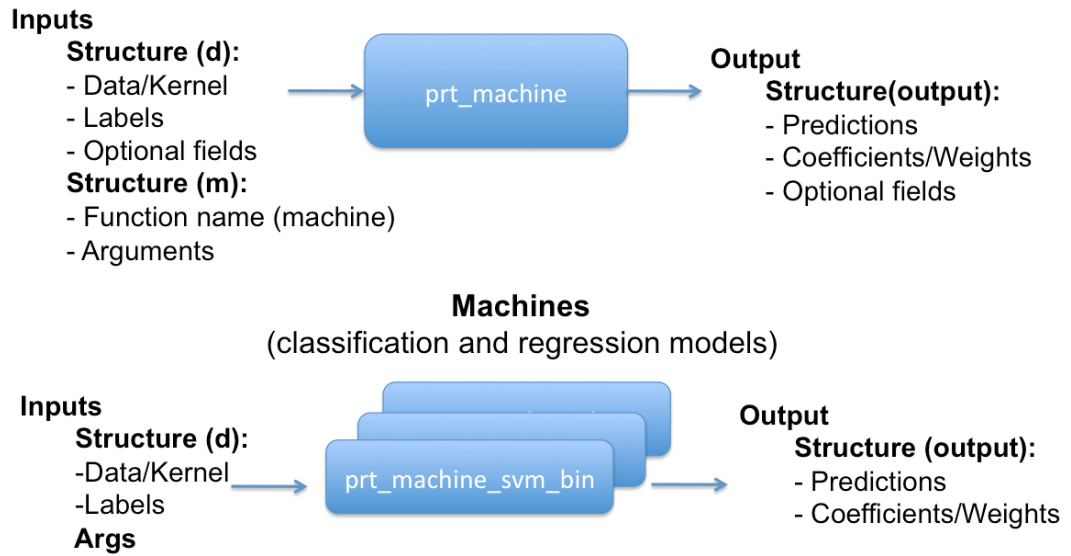 Inputs
Structure (d):
- Data/Kernel
- Labels
- Optional fields
Structure (m):
- Function name (machine)
- Arguments
prt_machine
Output
Structure(output):
- Predictions
- Coefficients/Weights
- Optional fields
Machines
(classification and regression models)
Inputs
Structure (d):
-Data/Kernel
-Labels
Args
prt_machine_svm_bin
Output
Structure (output):
- Predictions
- Coefficients/Weights